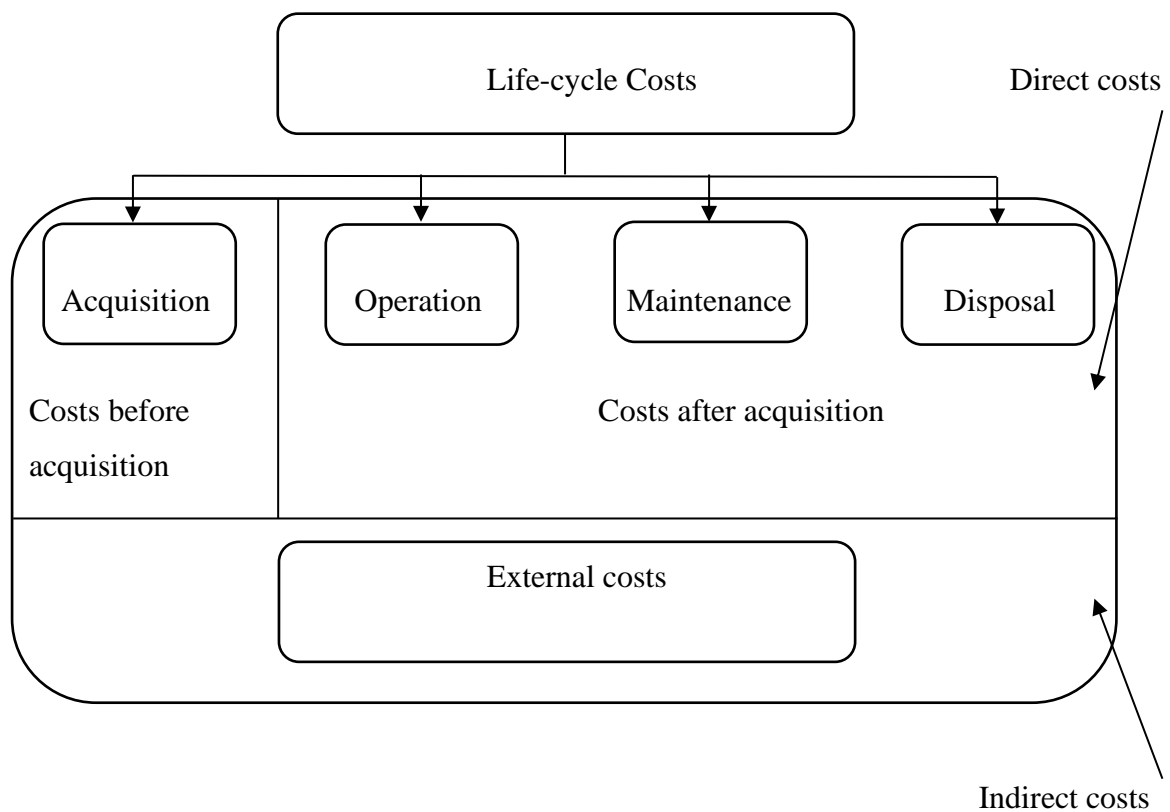 Life-cycle Costs
Direct costs
Acquisition
Operation
Maintenance
Disposal
Costs before
acquisition
Costs after acquisition
External costs
Indirect costs